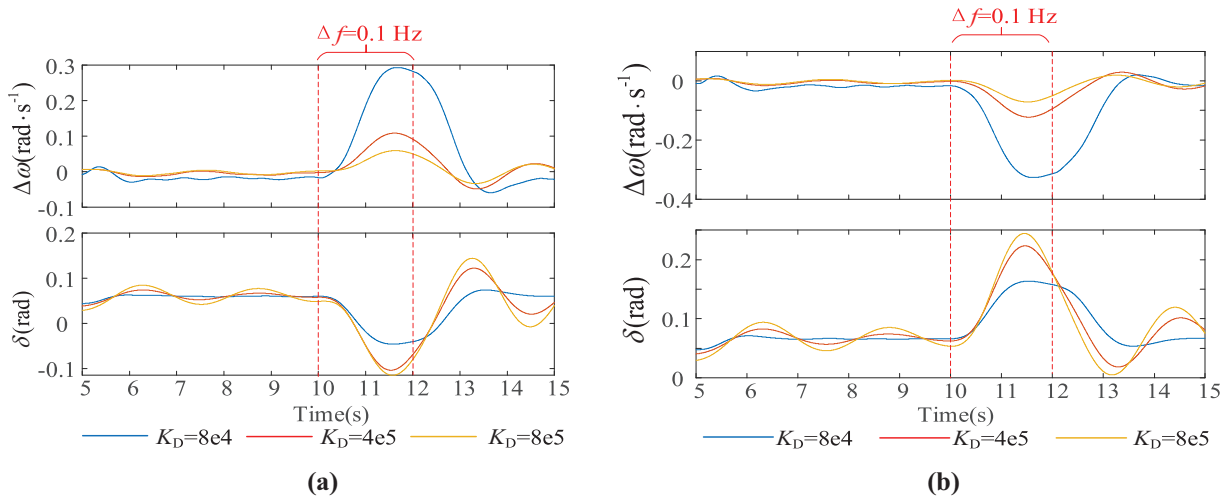 Δf=0.1 Hz
Δω(rad·s⁻¹)
0.3
0.2
0.1
0
-0.1
δ(rad)
0.2
0.1
0
-0.1
5 6 7 8 9 10 11 12 13 14 15
Time(s)
K_D=8e4 K_D=4e5 K_D=8e5
(a)
Δf=0.1 Hz
Δω(rad·s⁻¹)
0
-0.2
-0.4
δ(rad)
0.2
0.1
0
5 6 7 8 9 10 11 12 13 14 15
Time(s)
K_D=8e4 K_D=4e5 K_D=8e5
(b)